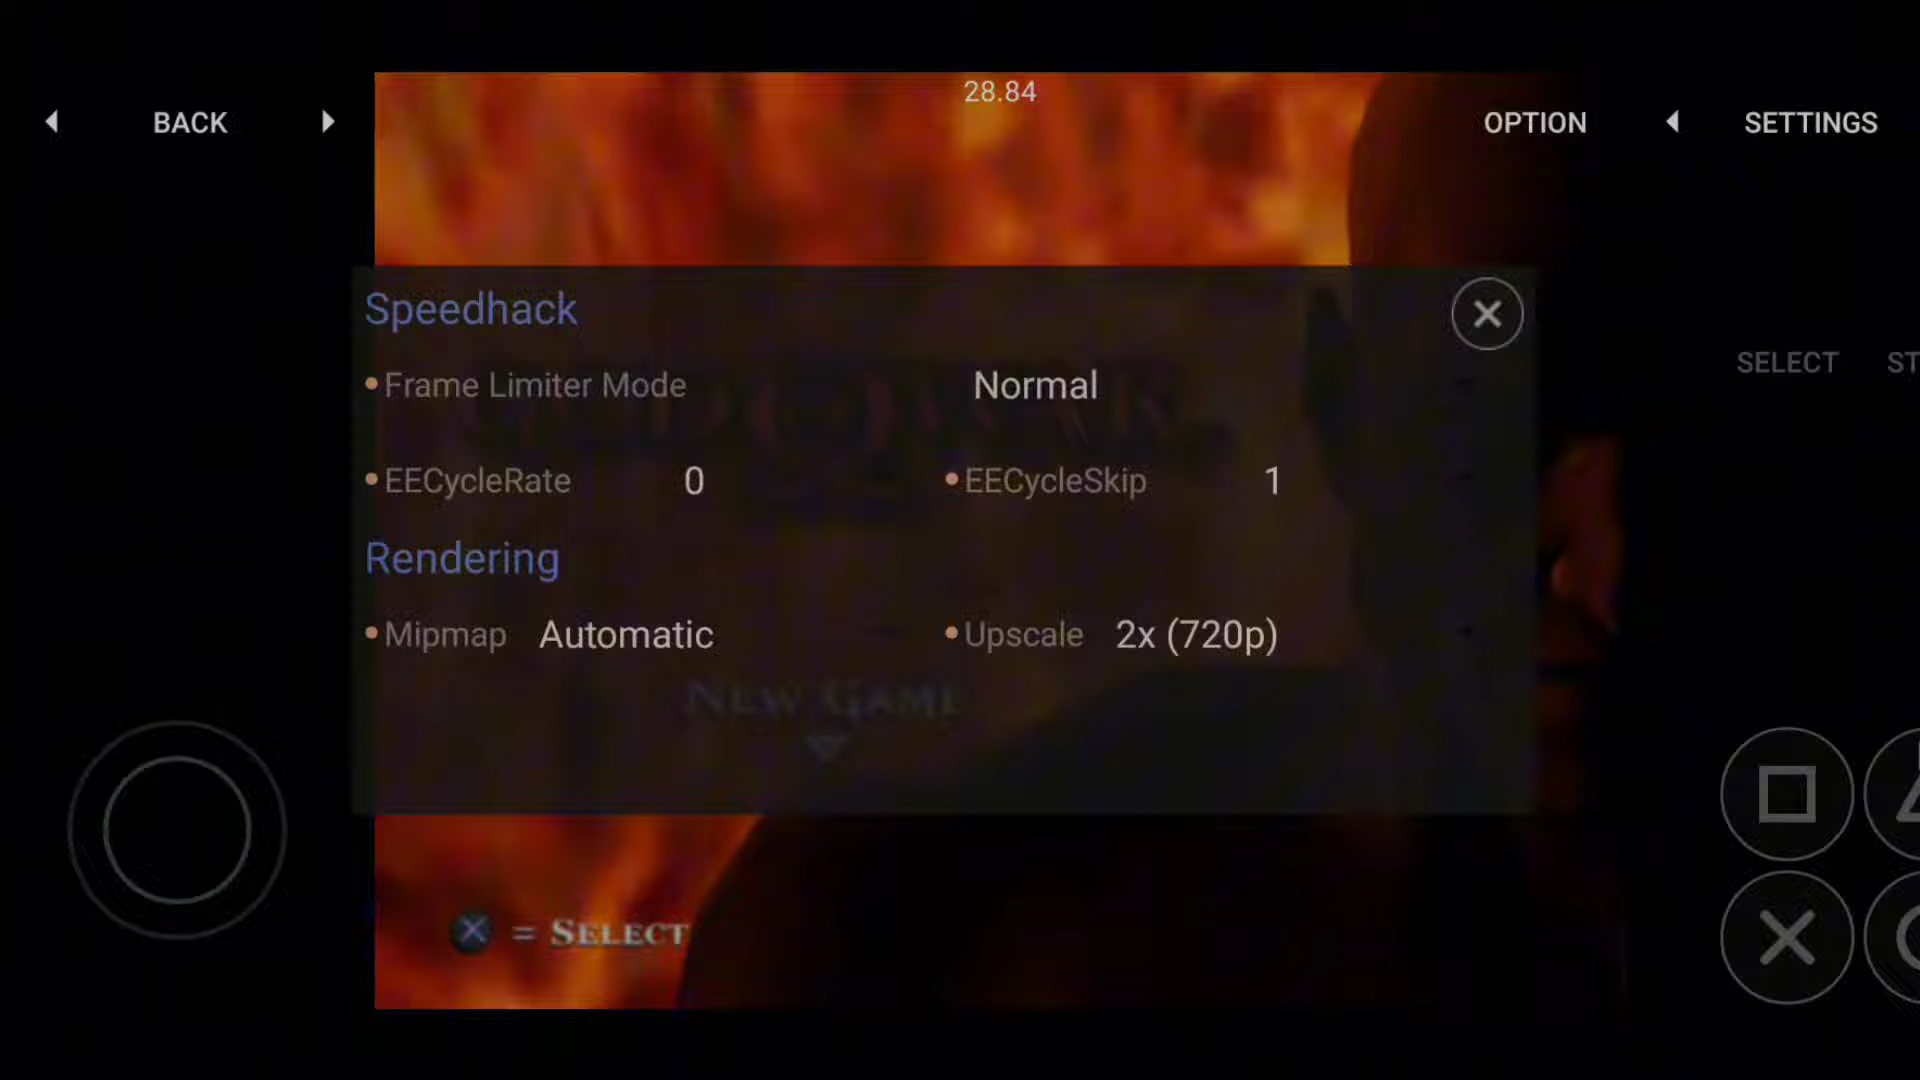 28.84
BACK
OPTION
SETTINGS
Speedhack
SELECT ST
Frame Limiter Mode Normal
EECycleRate 0 EECycleSkip 1
Rendering
Mipmap Automatic Upscale 2x (720p)
NEW GAME
= SELECT